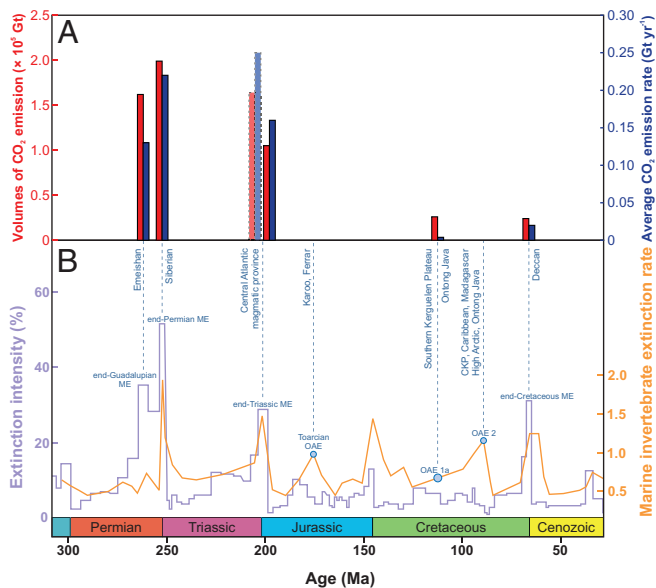 A
Volumes of CO₂ emission (× 10⁵ Gt)
2.5
2.0
1.5
1.0
0.5
0
0.30
0.25
0.20
0.15
0.10
0.05
0.00
Average CO₂ emission rate (Gt yr⁻¹)
B
Emeishan
Siberian
Central Atlantic
magmatic province
Karoo, Ferrar
Southern Kerguelen Plateau
Ontong Java
CKP, Caribbean, Madagascar
High Arctic, Ontong Java
Deccan
Extinction intensity (%)
60
40
20
0
end-Permian ME
end-Guadalupian
ME
end-Triassic ME
Toarcian
OAE
OAE 1a
OAE 2
end-Cretaceous ME
2.0
1.5
1.0
0.5
Marine invertebrate extinction rate
Permian
Triassic
Jurassic
Cretaceous
Cenozoic
300
250
200
150
100
50
Age (Ma)